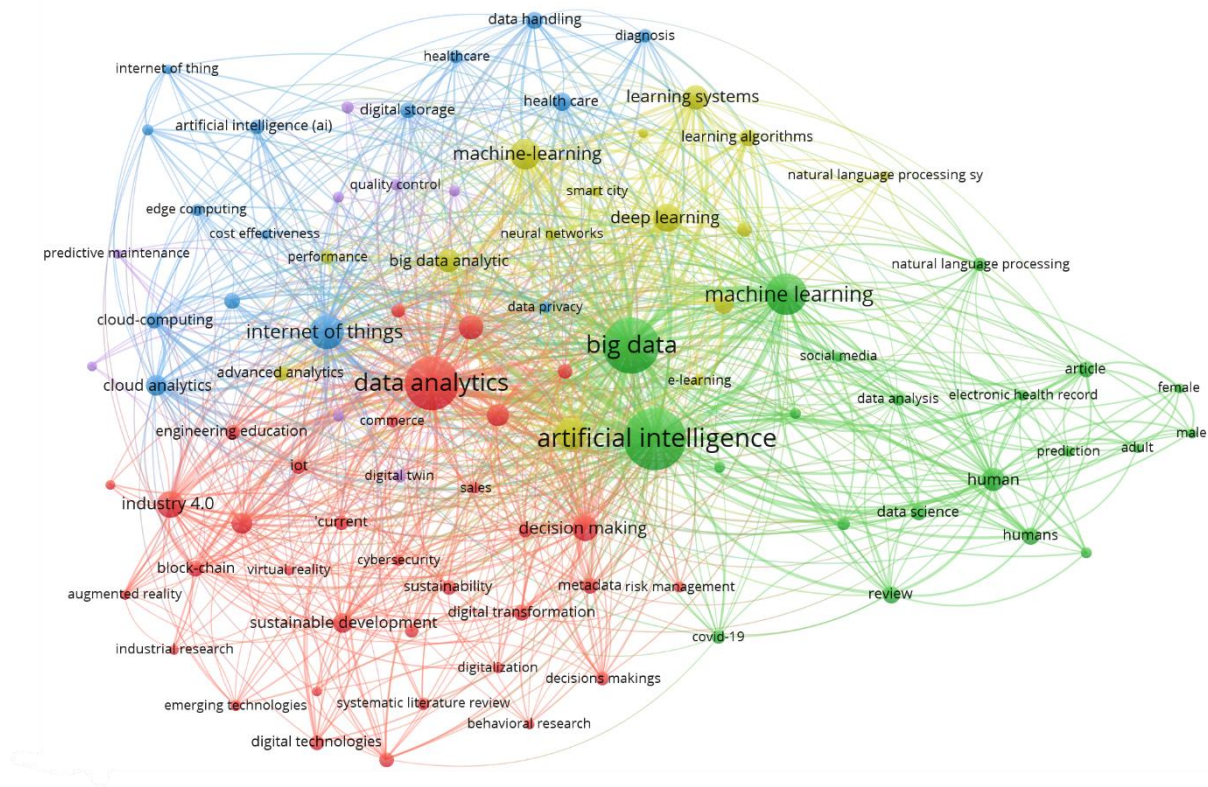 data handling
diagnosis
healthcare
internet of thing
learning systems
health care
digital storage
artificial intelligence (ai)
learning algorithms
machine-learning
natural language processing sy
quality control
smart city
edge computing
deep learning
cost effectiveness
neural networks
predictive maintenance
performance
big data analytic
natural language processing
machine learning
data privacy
cloud-computing
internet of things
big data
social media
article
advanced analytics
data analytics
e-learning
cloud analytics
female
electronic health record
data analysis
commerce
engineering education
male
artificial intelligence
adult
prediction
iot
digital twin
human
sales
industry 4.0
data science
'current
decision making
humans
cybersecurity
block-chain
virtual reality
sustainability
metadata
risk management
augmented reality
review
digital transformation
sustainable development
covid-19
industrial research
digitalization
decisions makings
emerging technologies
systematic literature review
behavioral research
digital technologies